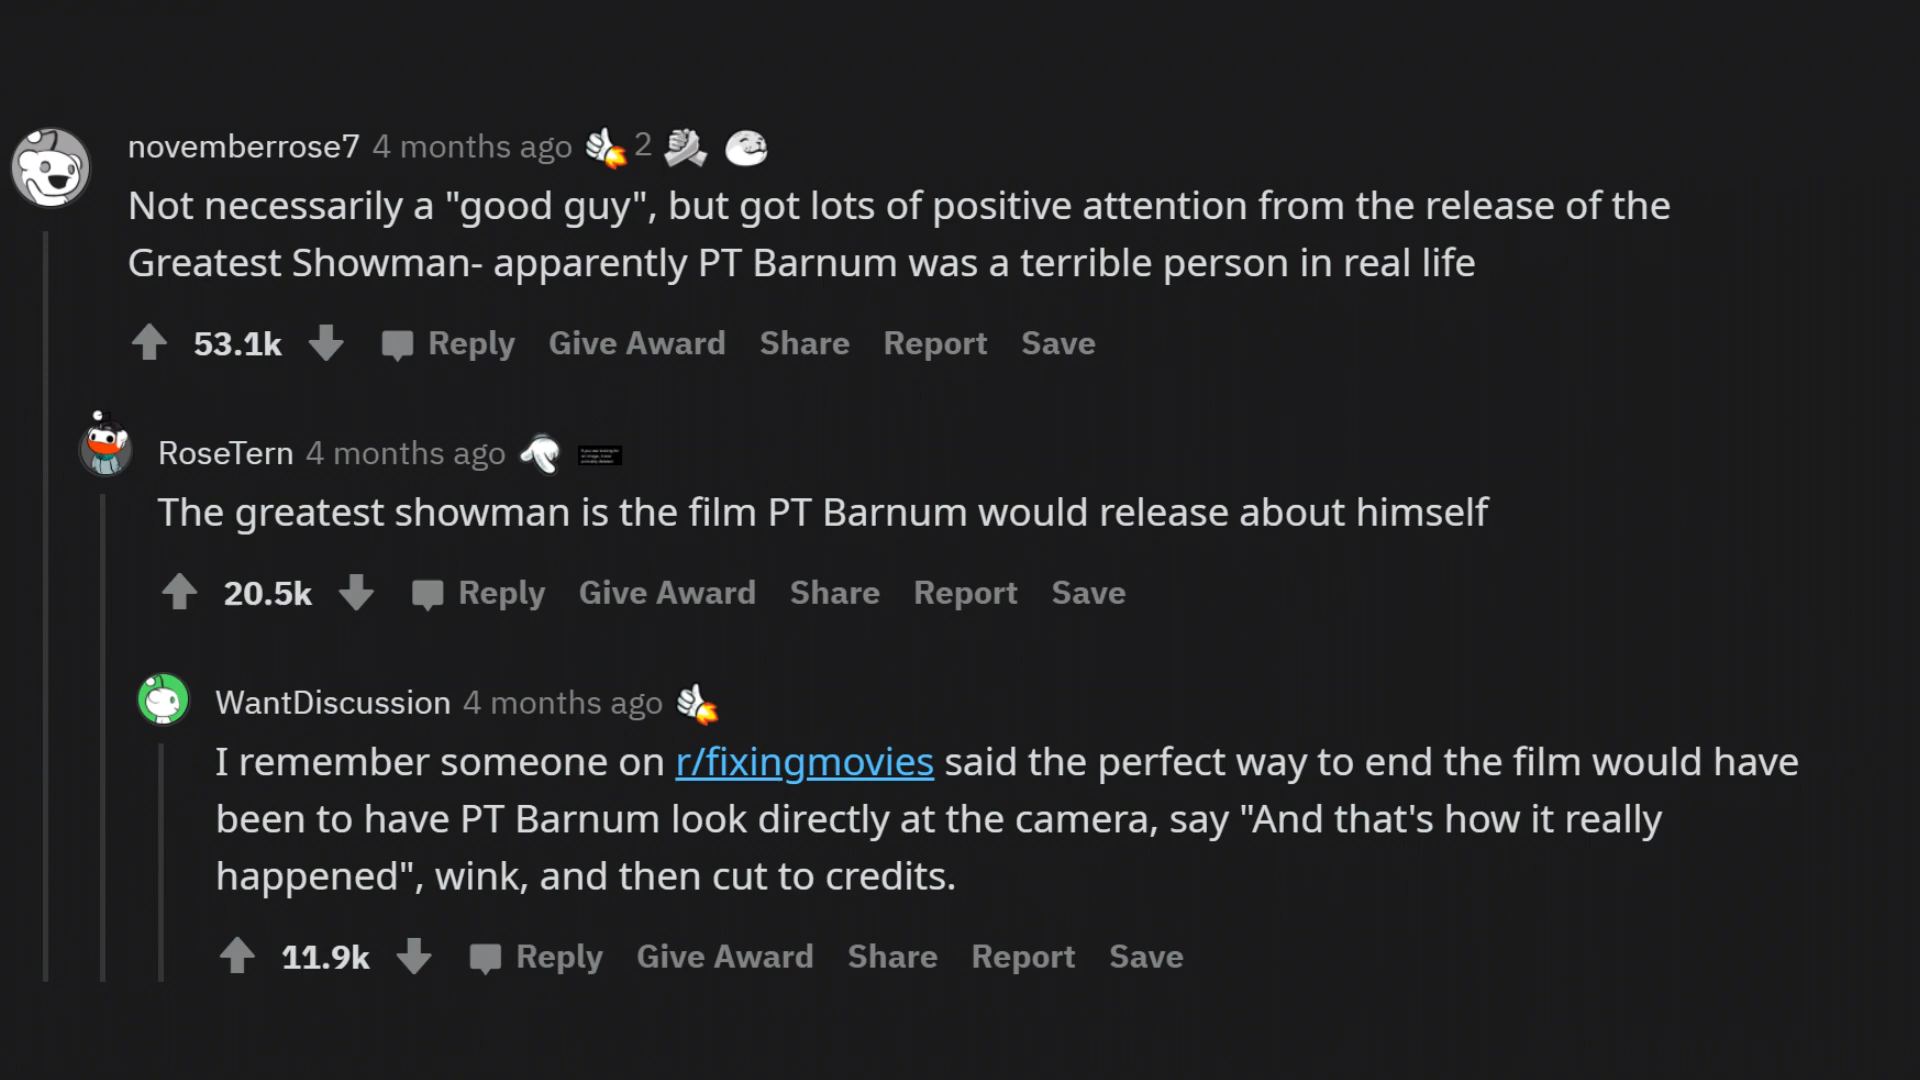 novemberrose7 4 months ago 2
Not necessarily a "good guy", but got lots of positive attention from the release of the
Greatest Showman- apparently PT Barnum was a terrible person in real life
53.1k Reply Give Award Share Report Save
RoseTern 4 months ago
The greatest showman is the film PT Barnum would release about himself
20.5k Reply Give Award Share Report Save
WantDiscussion 4 months ago
I remember someone on r/fixingmovies said the perfect way to end the film would have
been to have PT Barnum look directly at the camera, say "And that's how it really
happened", wink, and then cut to credits.
11.9k Reply Give Award Share Report Save